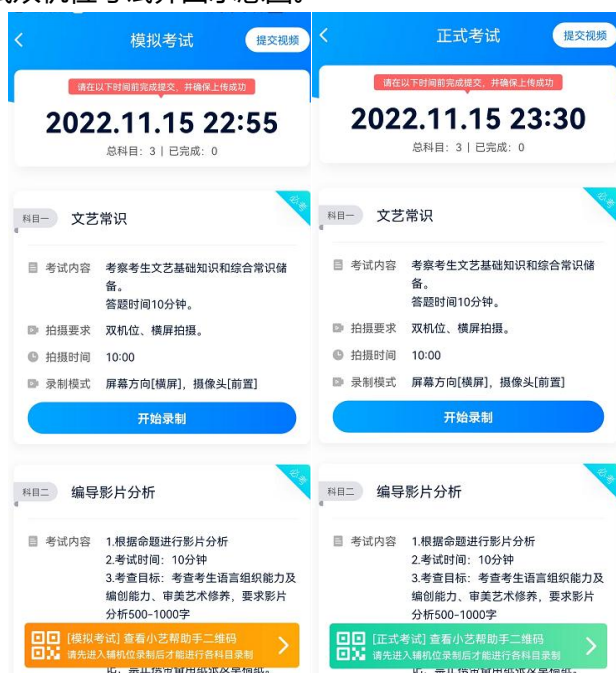 模拟考试
提交视频
请在以下时间前完成提交，并确保上传成功
2022.11.15 22:55
总科目：3 | 已完成：0
必考
科目一
文艺常识
考试内容
考察考生文艺基础知识和综合常识储
备。
答题时间10分钟。
拍摄要求
双机位、横屏拍摄。
拍摄时间
10:00
录制模式
屏幕方向[横屏]，摄像头[前置]
开始录制
必考
科目二
编导影片分析
考试内容
1.根据命题进行影片分析
2.考试时间：10分钟
3.考查目标：考查考生语言组织能力及
编创能力、审美艺术修养，要求影片
分析500-1000字
[模拟考试] 查看小艺帮助手二维码
请先进入辅机位录制后才能进行各科目录制
正式考试
提交视频
请在以下时间前完成提交，并确保上传成功
2022.11.15 23:30
总科目：3 | 已完成：0
必考
科目一
文艺常识
考试内容
考察考生文艺基础知识和综合常识储
备。
答题时间10分钟。
拍摄要求
双机位、横屏拍摄。
拍摄时间
10:00
录制模式
屏幕方向[横屏]，摄像头[前置]
开始录制
必考
科目二
编导影片分析
考试内容
1.根据命题进行影片分析
2.考试时间：10分钟
3.考查目标：考查考生语言组织能力及
编创能力、审美艺术修养，要求影片
分析500-1000字
[正式考试] 查看小艺帮助手二维码
请先进入辅机位录制后才能进行各科目录制